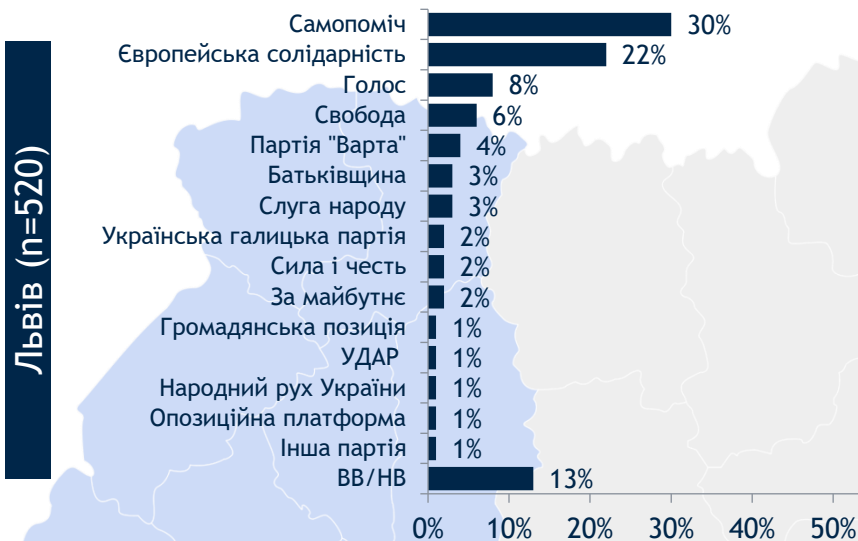 Львів (n=520)
Самопоміч 30%
Європейська солідарність 22%
Голос 8%
Свобода 6%
Партія "Варта" 4%
Батьківщина 3%
Слуга народу 3%
Українська галицька партія 2%
Сила і честь 2%
За майбутнє 2%
Громадянська позиція 1%
УДАР 1%
Народний рух України 1%
Опозиційна платформа 1%
Інша партія 1%
ВВ/НВ 13%
0% 10% 20% 30% 40% 50%